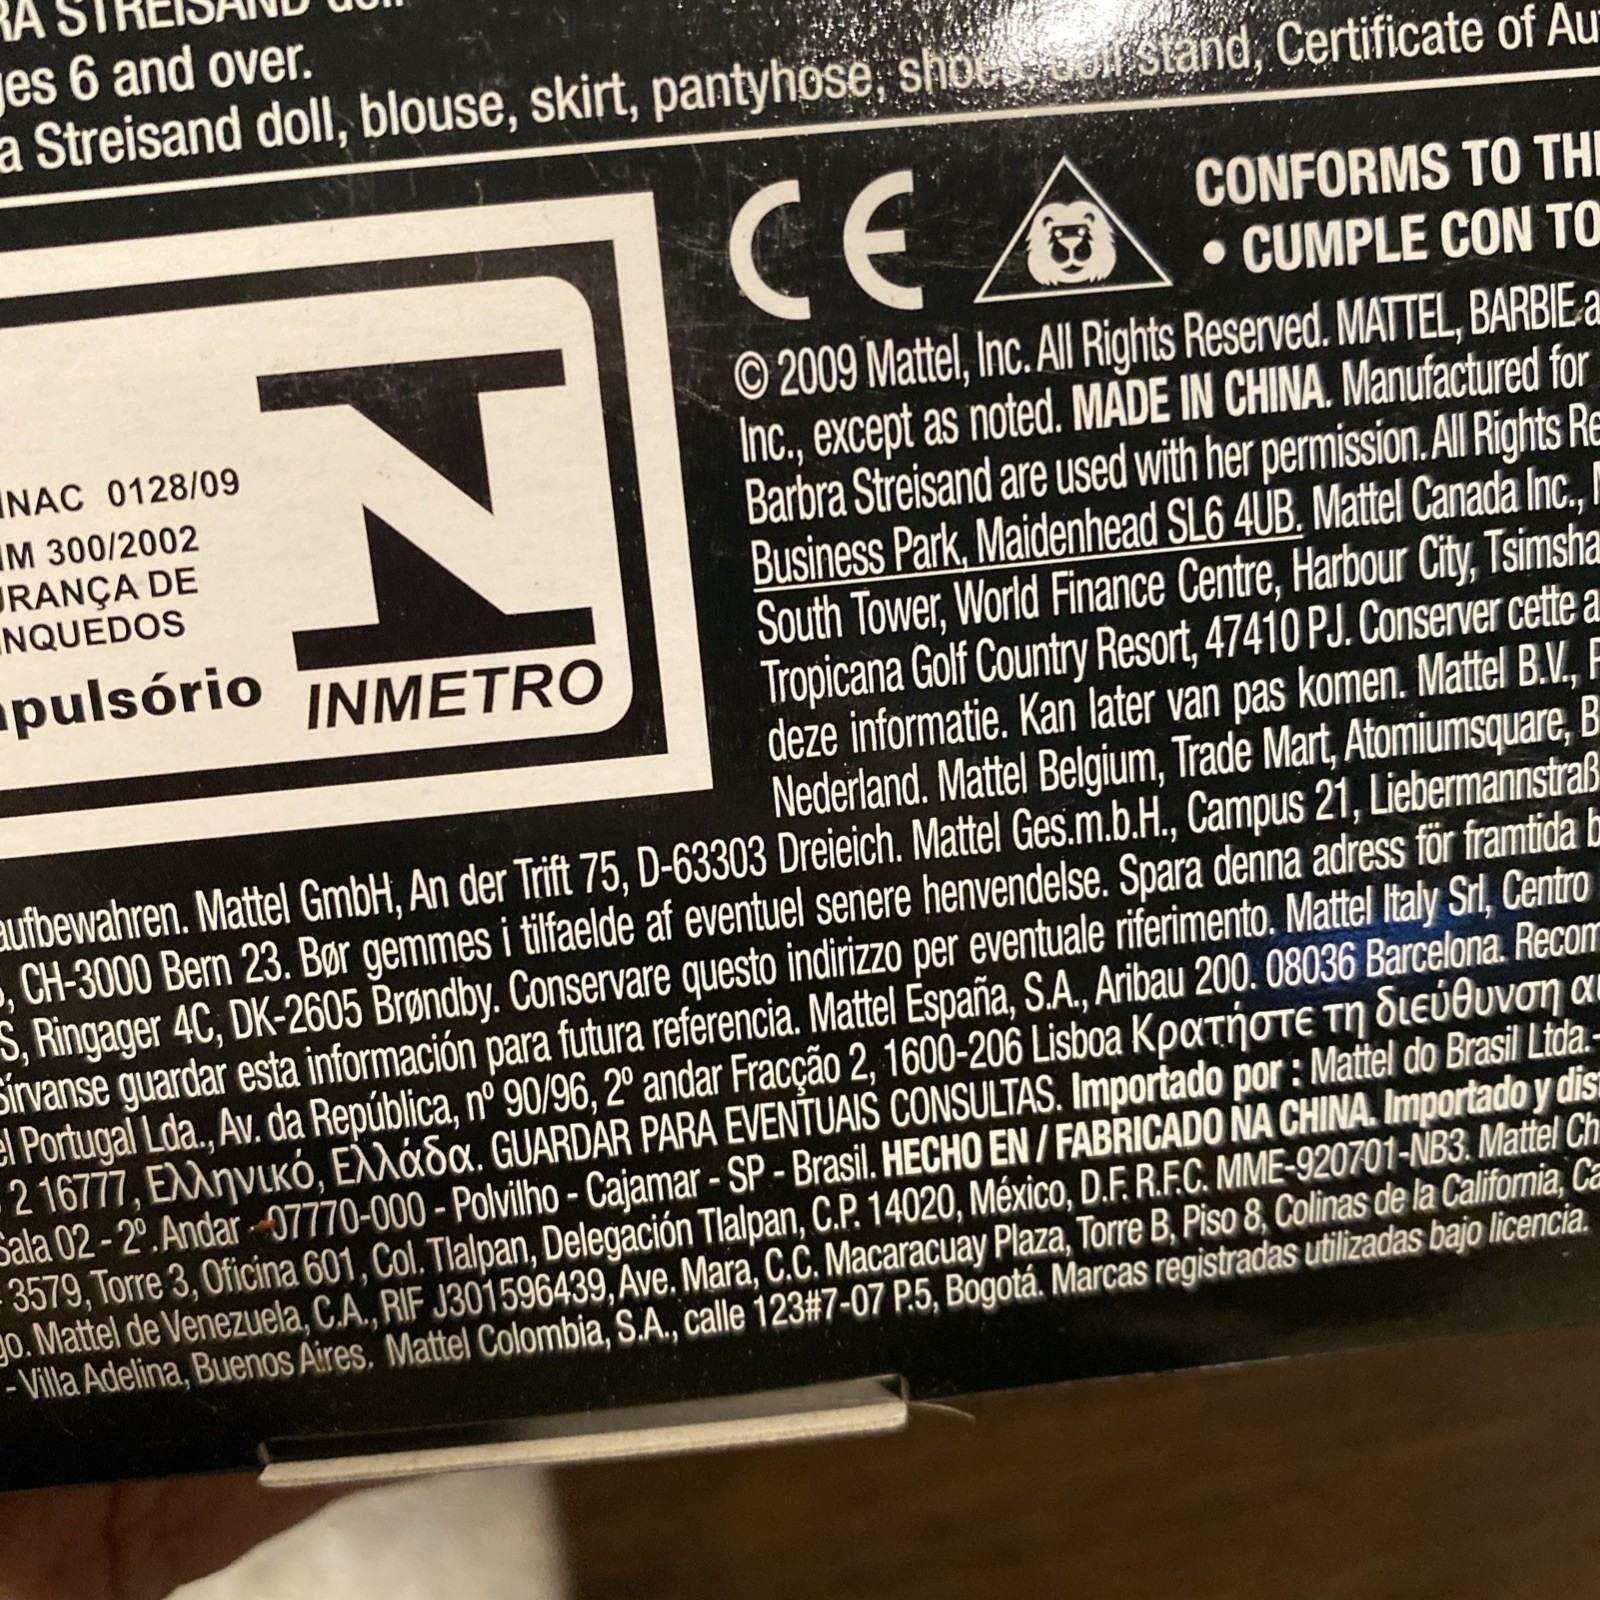 RA STREISAND doll
ges 6 and over.
a Streisand doll, blouse, skirt, pantyhose, shoes, doll stand, Certificate of Au
CE
CONFORMS TO THE
• CUMPLE CON TO
INAC 0128/09
IM 300/2002
URANÇA DE
INQUEDOS
mpulsório
INMETRO
© 2009 Mattel, Inc. All Rights Reserved. MATTEL, BARBIE a
Inc., except as noted. MADE IN CHINA. Manufactured for
Barbra Streisand are used with her permission. All Rights Re
Business Park, Maidenhead SL6 4UB. Mattel Canada Inc.,
South Tower, World Finance Centre, Harbour City, Tsimsha
Tropicana Golf Country Resort, 47410 PJ. Conserver cette a
deze informatie. Kan later van pas komen. Mattel B.V., P
Nederland. Mattel Belgium, Trade Mart, Atomiumsquare, B
aufbewahren. Mattel GmbH, An der Trift 75, D-63303 Dreieich. Mattel Ges.m.b.H., Campus 21, Liebermannstraß
, CH-3000 Bern 23. Bør gemmes i tilfaelde af eventuel senere henvendelse. Spara denna adress för framtida b
S, Ringager 4C, DK-2605 Brøndby. Conservare questo indirizzo per eventuale riferimento. Mattel Italy Srl, Centro
Sírvanse guardar esta información para futura referencia. Mattel España, S.A., Aribau 200. 08036 Barcelona. Recom
el Portugal Lda., Av. da República, nº 90/96, 2º andar Fracção 2, 1600-206 Lisboa Κρατήστε τη διεύθυνση αυ
2 16777, Ελληνικό, Ελλάδα. GUARDAR PARA EVENTUAIS CONSULTAS. Importado por : Mattel do Brasil Ltda.-
Sala 02 - 2º. Andar - 07770-000 - Polvilho - Cajamar - SP - Brasil. HECHO EN / FABRICADO NA CHINA. Importado y dis
3579, Torre 3, Oficina 601, Col. Tlalpan, Delegación Tlalpan, C.P. 14020, México, D.F. R.F.C. MME-920701-NB3. Mattel Ch
go. Mattel de Venezuela, C.A., RIF J301596439, Ave. Mara, C.C. Macaracuay Plaza, Torre B, Piso 8, Colinas de la California, Ca
- Villa Adelina, Buenos Aires. Mattel Colombia, S.A., calle 123#7-07 P.5, Bogotá. Marcas registradas utilizadas bajo licencia.